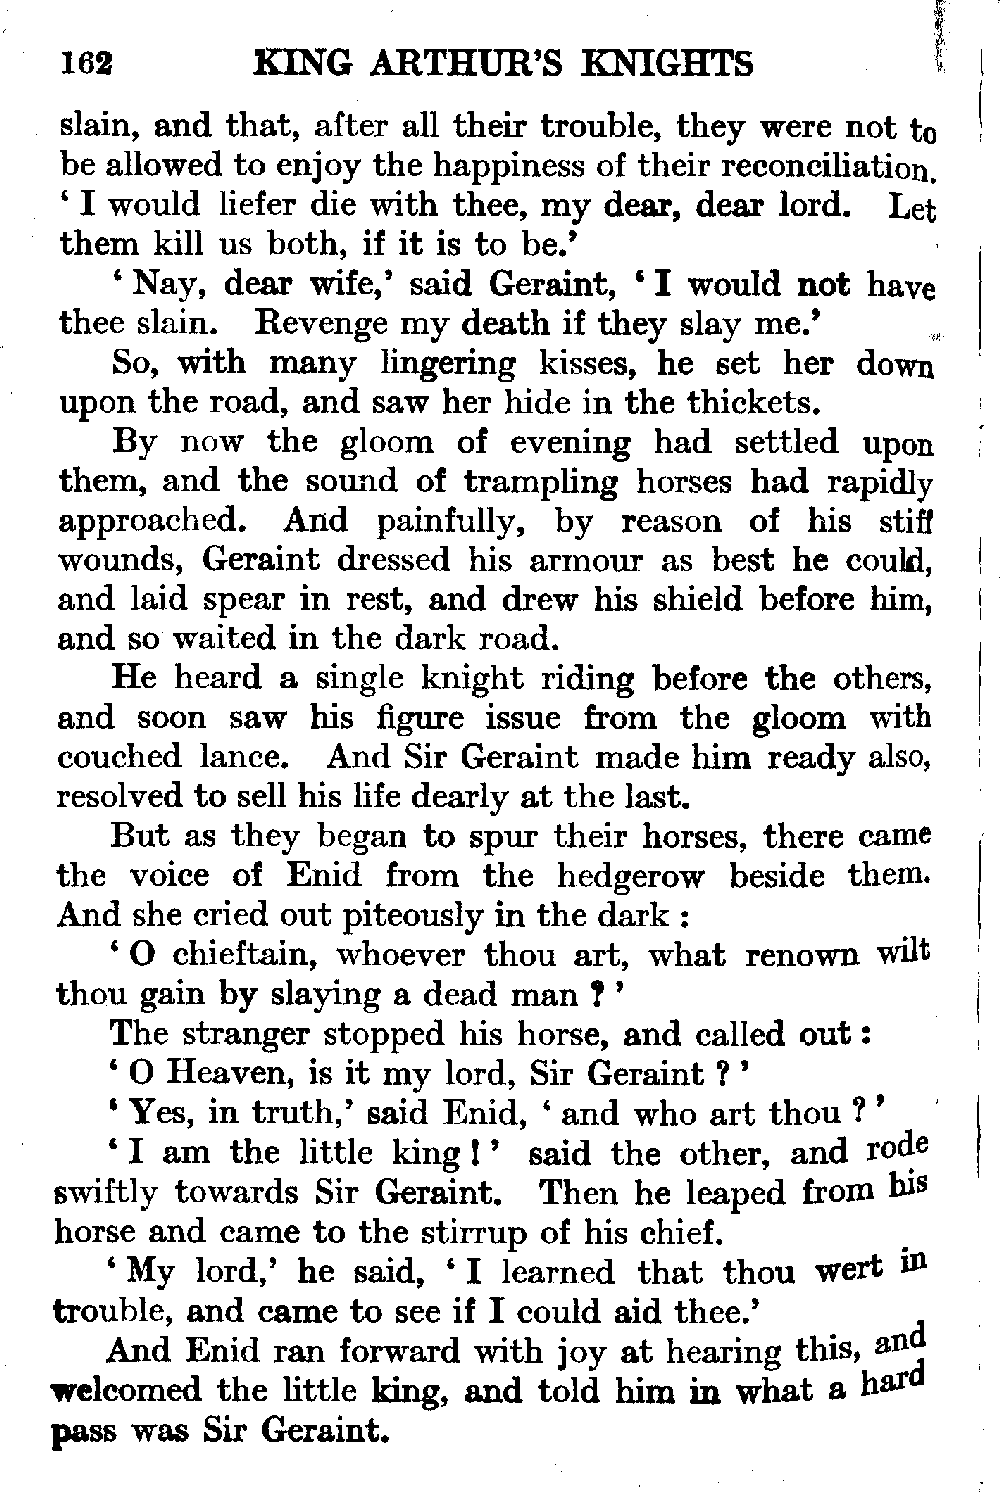 162 KING ARTHUR'S KNIGHTS
slain, and that, after all their trouble, they were not to
be allowed to enjoy the happiness of their reconciliation.
‘ I would liefer die with thee, my dear, dear lord. Let
them kill us both, if it is to be.’
‘ Nay, dear wife,’ said Geraint, ‘ I would not have
thee slain. Revenge my death if they slay me.’
So, with many lingering kisses, he set her down
upon the road, and saw her hide in the thickets.
By now the gloom of evening had settled upon
them, and the sound of trampling horses had rapidly
approached. And painfully, by reason of his stiff
wounds, Geraint dressed his armour as best he could,
and laid spear in rest, and drew his shield before him,
and so waited in the dark road.
He heard a single knight riding before the others,
and soon saw his figure issue from the gloom with
couched lance. And Sir Geraint made him ready also,
resolved to sell his life dearly at the last.
But as they began to spur their horses, there came
the voice of Enid from the hedgerow beside them.
And she cried out piteously in the dark :
‘ O chieftain, whoever thou art, what renown wilt
thou gain by slaying a dead man ? ’
The stranger stopped his horse, and called out :
‘ O Heaven, is it my lord, Sir Geraint ? ’
‘ Yes, in truth,’ said Enid, ‘ and who art thou ? ’
‘ I am the little king ! ’ said the other, and rode
swiftly towards Sir Geraint. Then he leaped from his
horse and came to the stirrup of his chief.
‘ My lord,’ he said, ‘ I learned that thou wert in
trouble, and came to see if I could aid thee.’
And Enid ran forward with joy at hearing this, and
welcomed the little king, and told him in what a hard
pass was Sir Geraint.